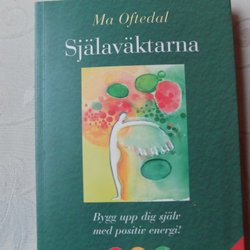 Ma Oftedal
Själaväktarna
Bygg upp dig själv
med positiv energi!